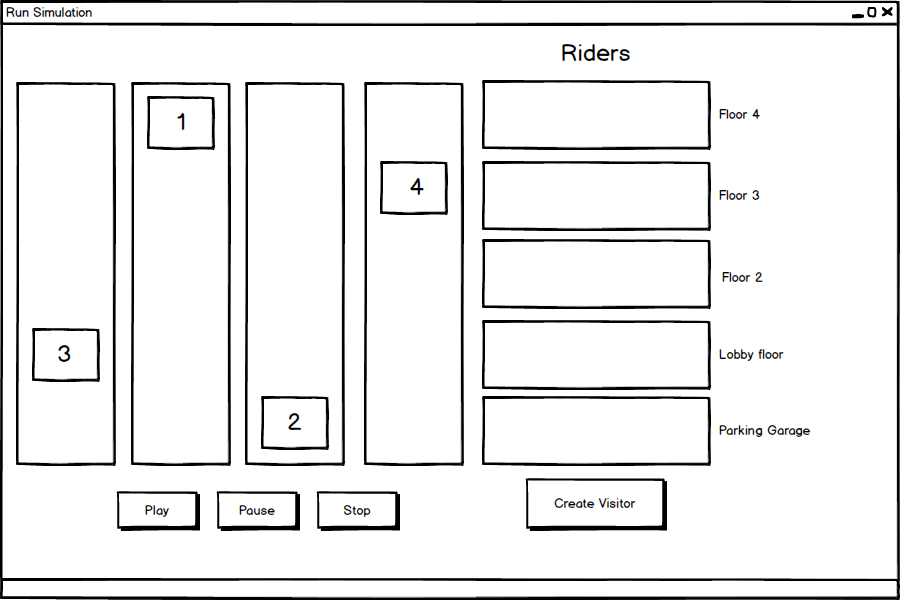 Run Simulation
Riders
1
Floor 4
4
Floor 3
Floor 2
3
Lobby floor
2
Parking Garage
Play
Pause
Stop
Create Visitor